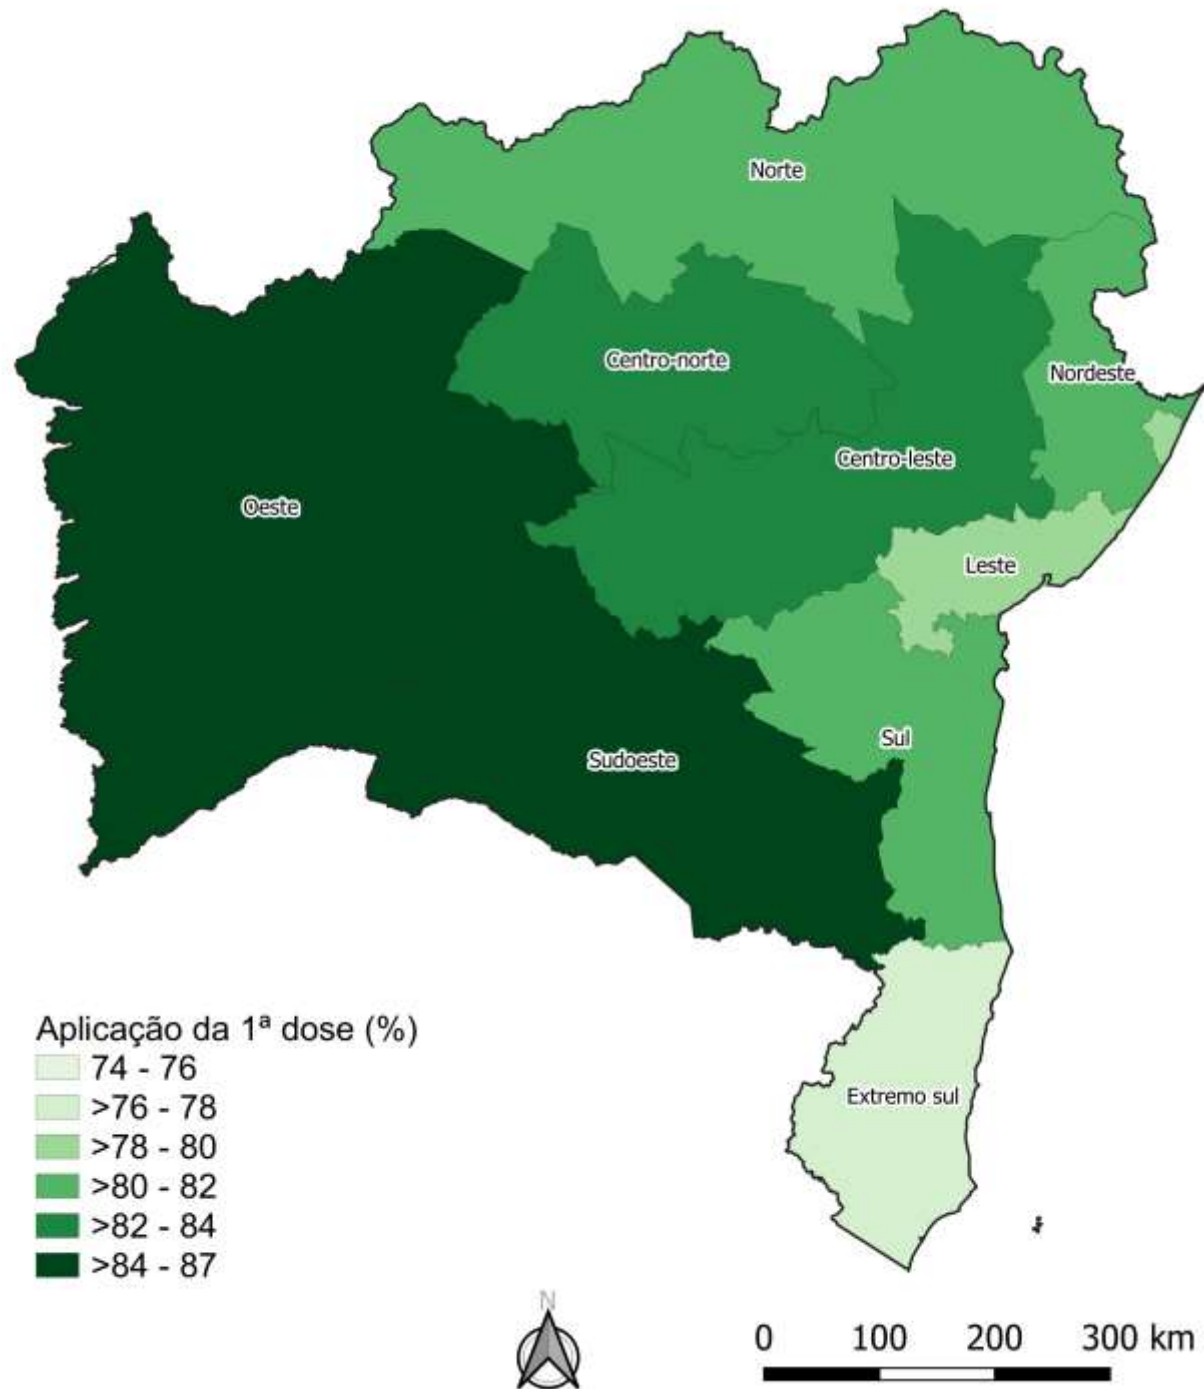 Norte
Centro-norte
Nordeste
Centro-leste
Oeste
Leste
Sul
Sudoeste
Extremo sul
Aplicação da 1ª dose (%)
74 - 76
>76 - 78
>78 - 80
>80 - 82
>82 - 84
>84 - 87
N
0 100 200 300 km